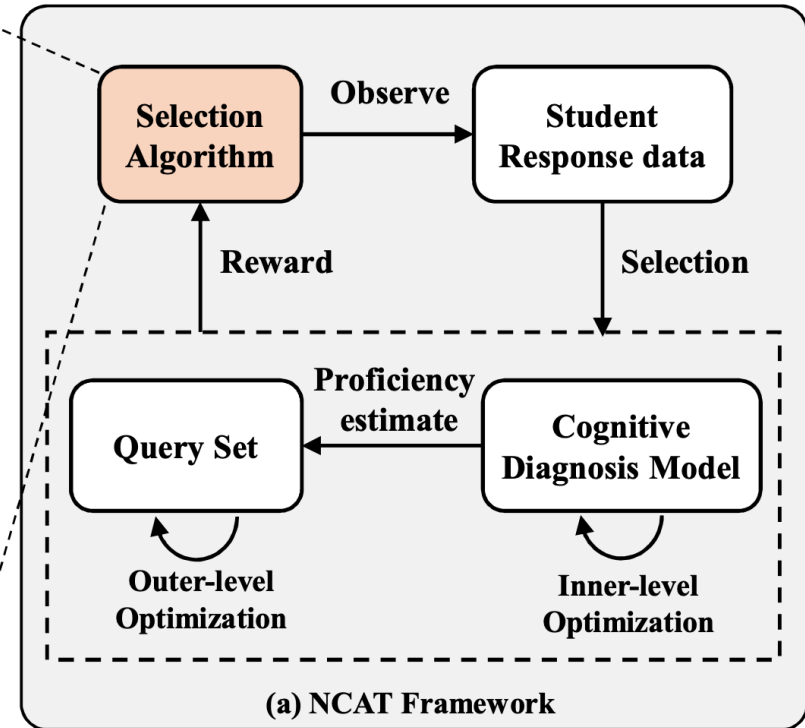 Selection
Algorithm
Observe
Student
Response data
Reward
Selection
Proficiency
estimate
Query Set
Cognitive
Diagnosis Model
Outer-level
Optimization
Inner-level
Optimization
(a) NCAT Framework